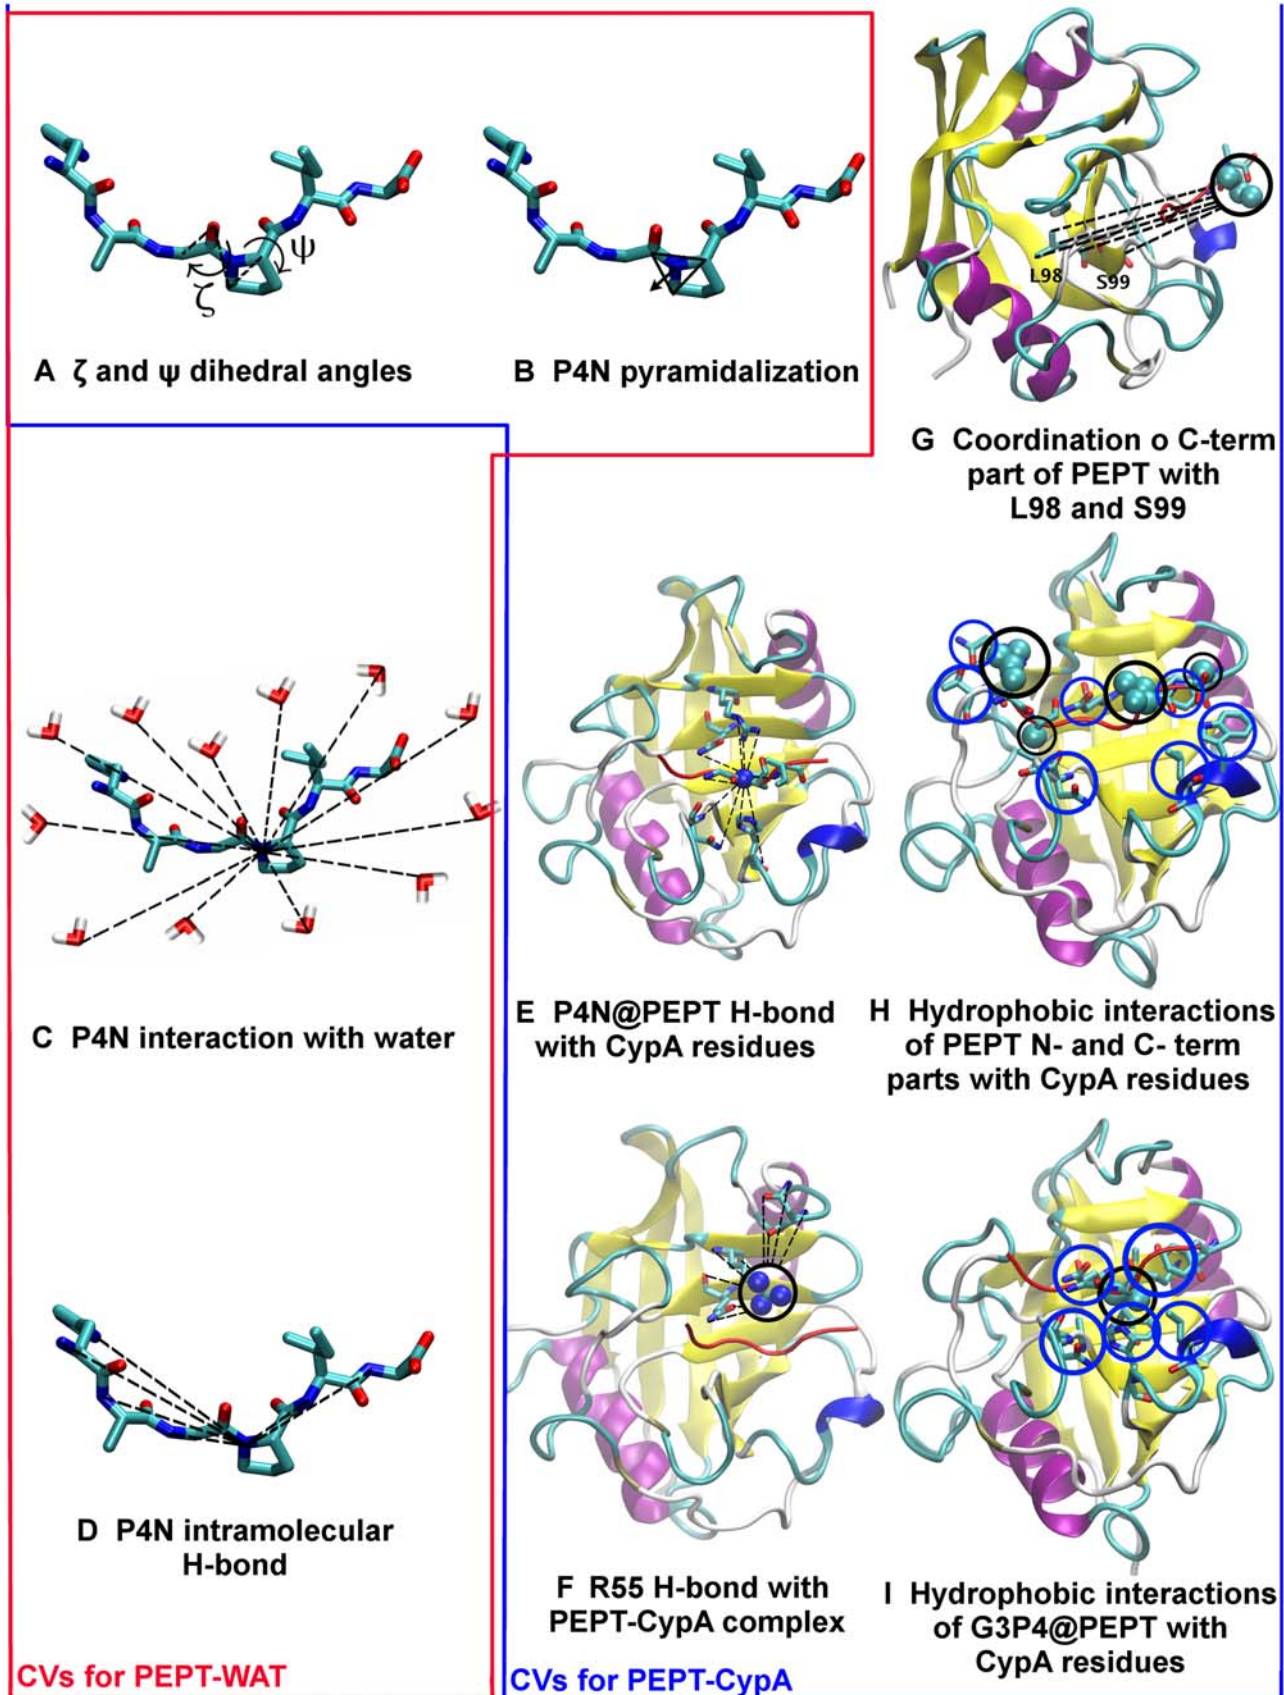 ζ
ψ
A ζ and ψ dihedral angles
B P4N pyramidalization
L98
S99
G Coordination o C-term
part of PEPT with
L98 and S99
C P4N interaction with water
E P4N@PEPT H-bond
with CypA residues
H Hydrophobic interactions
of PEPT N- and C- term
parts with CypA residues
D P4N intramolecular
H-bond
F R55 H-bond with
PEPT-CypA complex
I Hydrophobic interactions
of G3P4@PEPT with
CypA residues
CVs for PEPT-WAT
CVs for PEPT-CypA